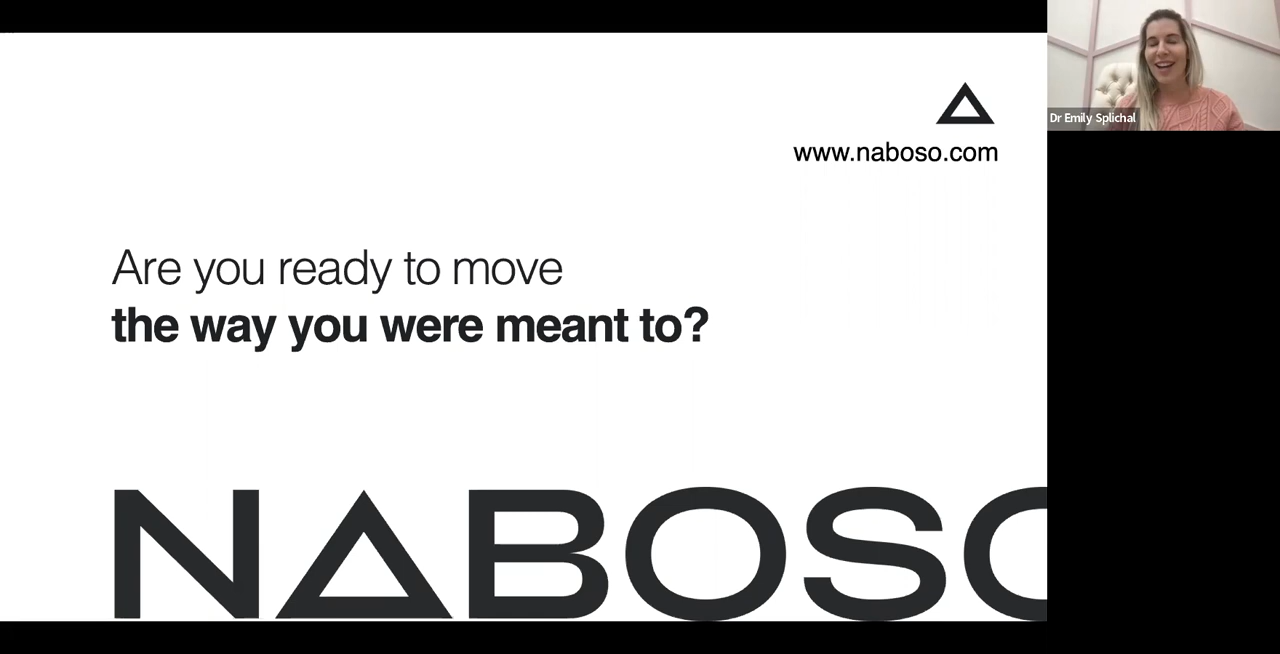 www.naboso.com
Dr Emily Splichal
Are you ready to move
the way you were meant to?
NABOSO